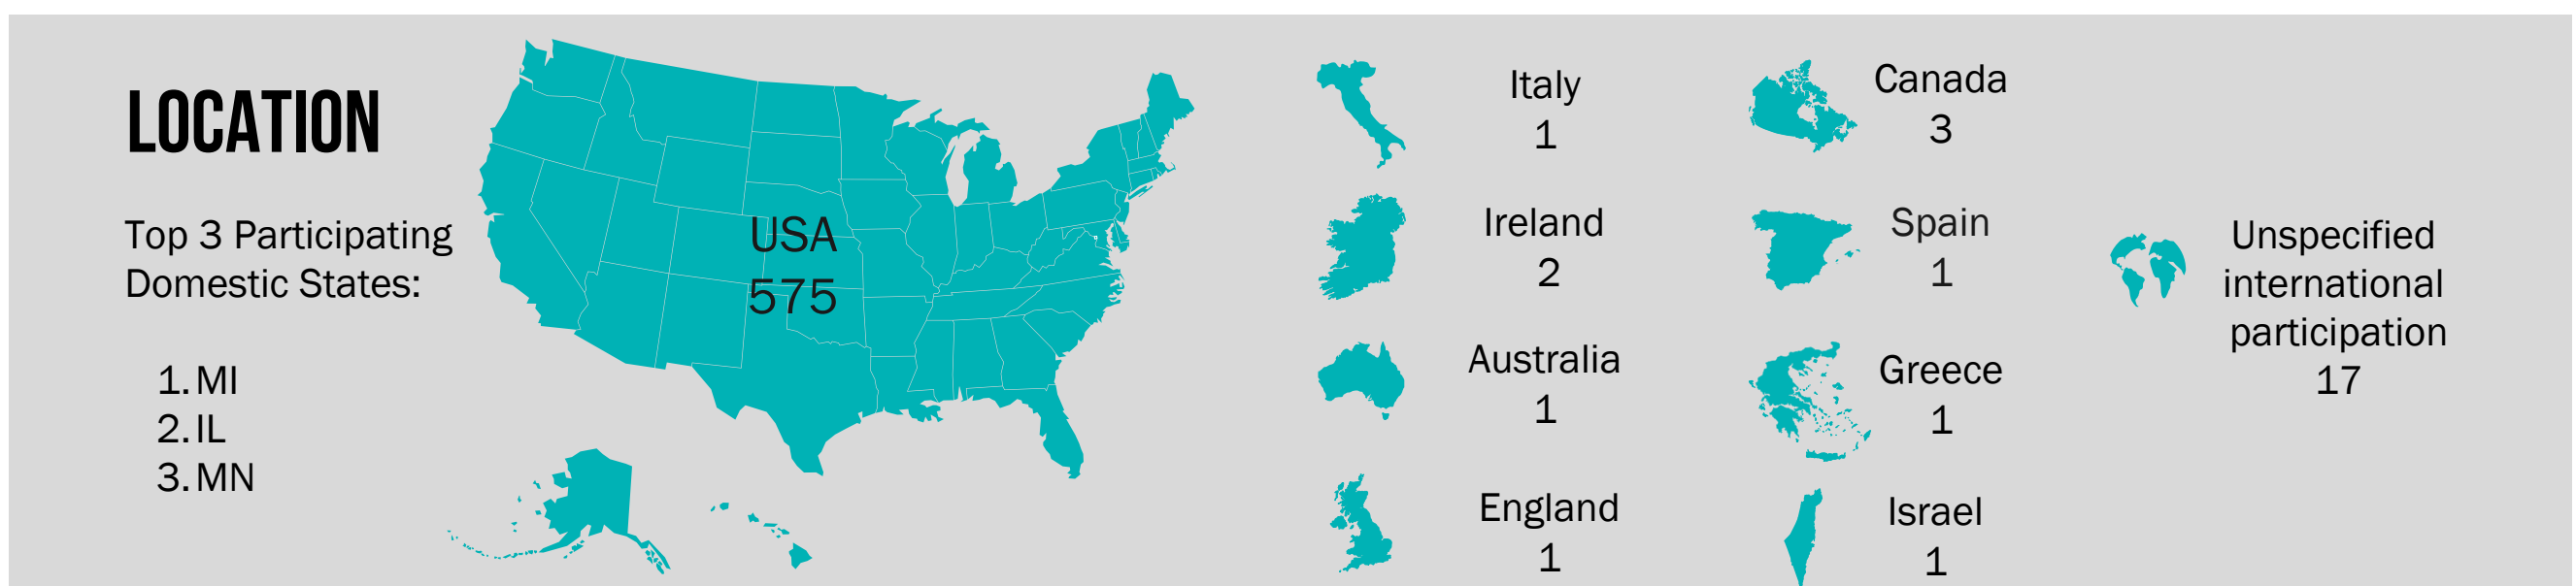 LOCATION
Top 3 Participating
Domestic States:
1. MI
2. IL
3. MN
USA
575
Italy
1
Ireland
2
Australia
1
England
1
Canada
3
Spain
1
Greece
1
Israel
1
Unspecified
international
participation
17